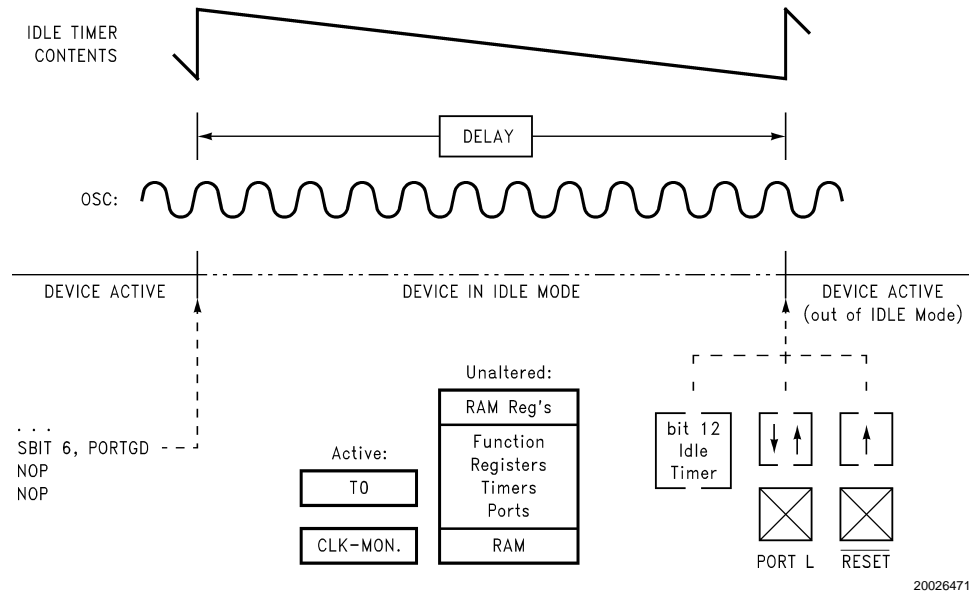 IDLE TIMER
CONTENTS
DELAY
OSC:
DEVICE ACTIVE
DEVICE IN IDLE MODE
DEVICE ACTIVE
(out of IDLE Mode)
. . .
SBIT 6, PORTGD
NOP
NOP
Active:
T0
CLK-MON.
Unaltered:
RAM Reg's
Function
Registers
Timers
Ports
RAM
bit 12
Idle
Timer
PORT L
RESET
20026471